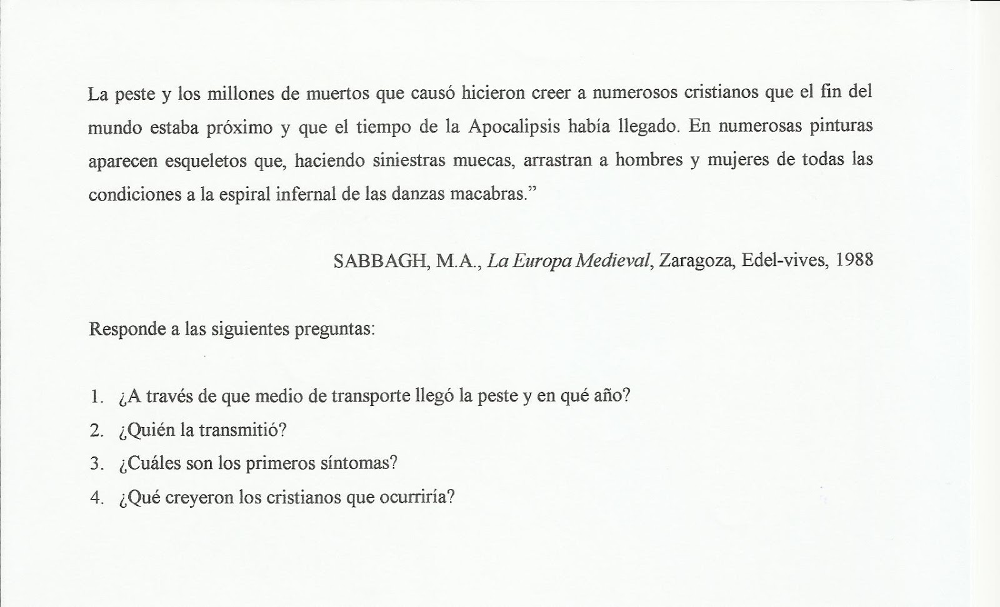 La peste y los millones de muertos que causó hicieron creer a numerosos cristianos que el fin del
mundo estaba próximo y que el tiempo de la Apocalipsis había llegado. En numerosas pinturas
aparecen esqueletos que, haciendo siniestras muecas, arrastran a hombres y mujeres de todas las
condiciones a la espiral infernal de las danzas macabras.”
SABBAGH, M.A., La Europa Medieval, Zaragoza, Edel-vives, 1988
Responde a las siguientes preguntas:
1. ¿A través de que medio de transporte llegó la peste y en qué año?
2. ¿Quién la transmitió?
3. ¿Cuáles son los primeros síntomas?
4. ¿Qué creyeron los cristianos que ocurriría?